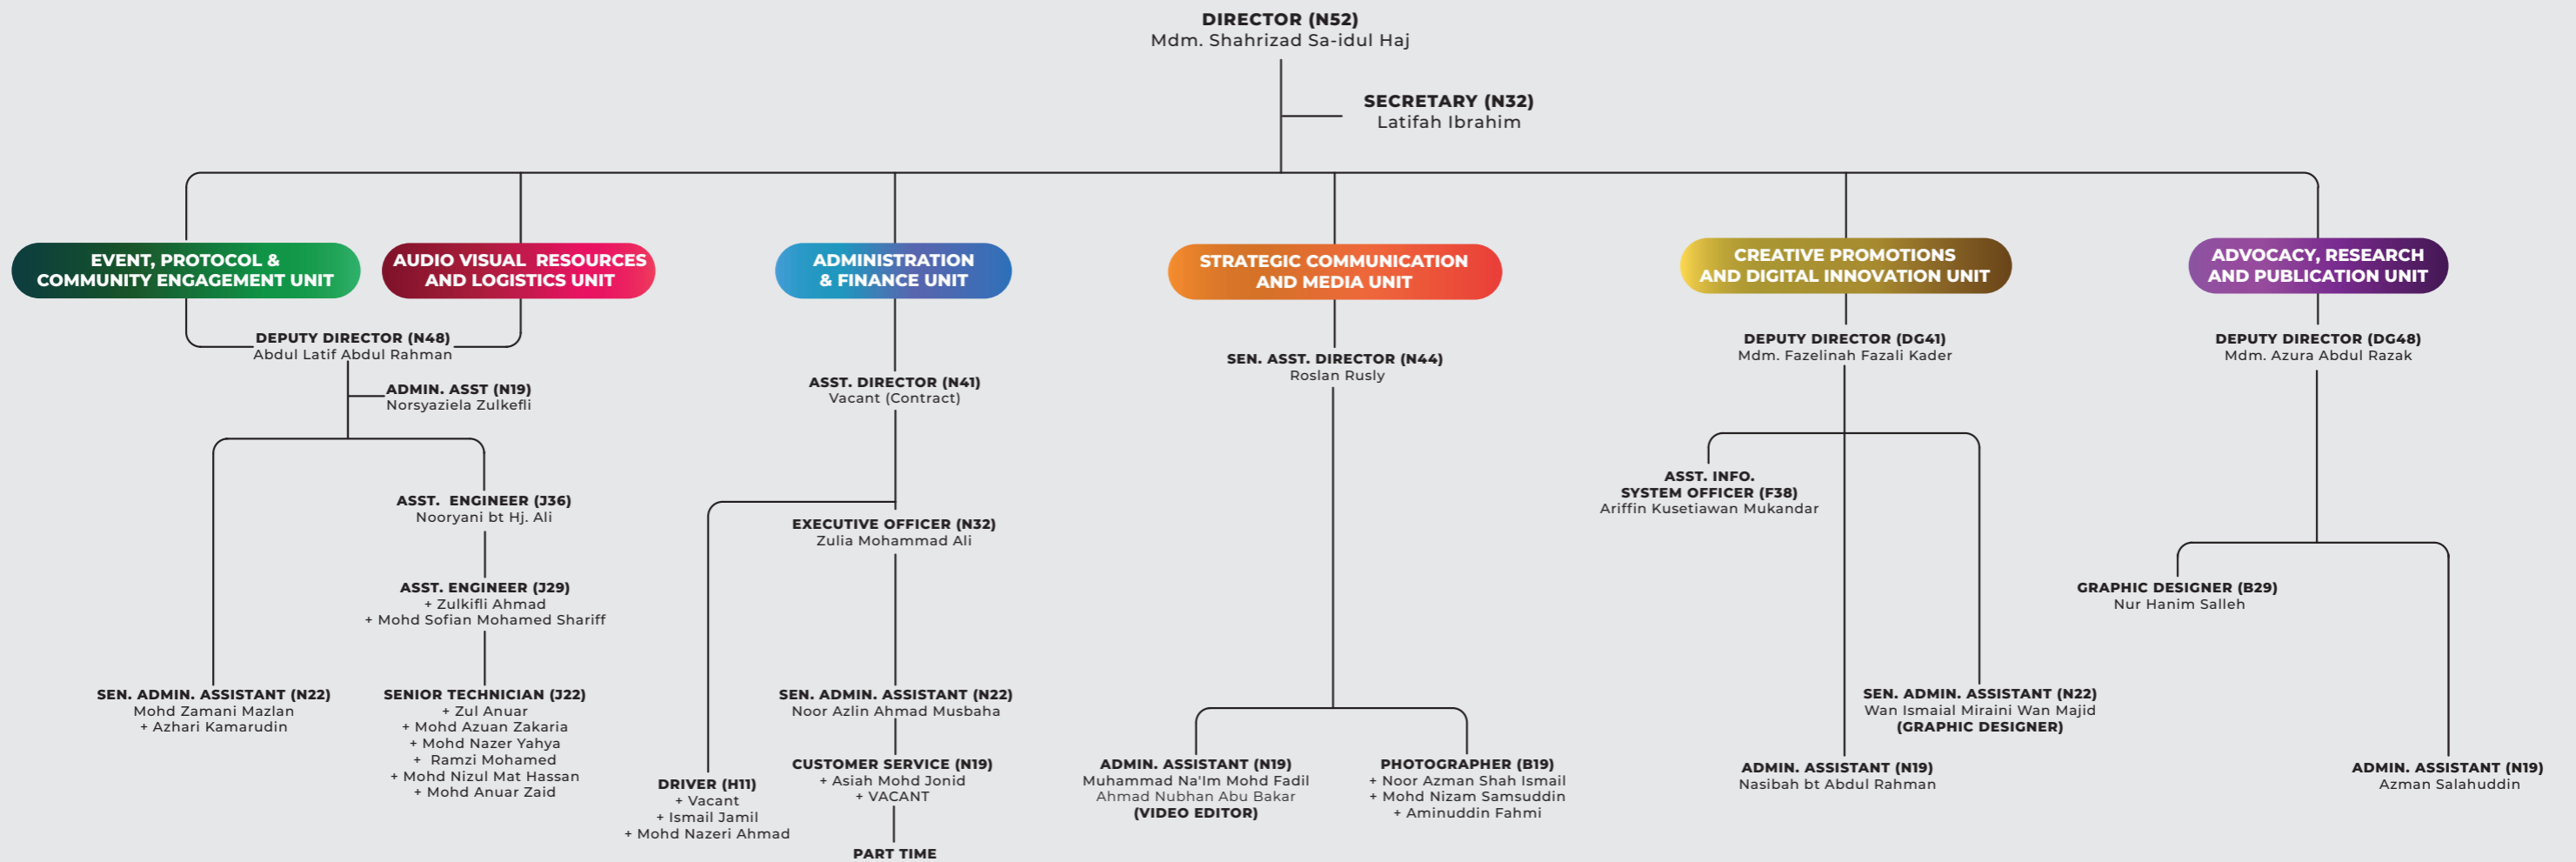 DIRECTOR (N52)
Mdm. Shahrizad Sa-idul Haj
SECRETARY (N32)
Latifah Ibrahim
EVENT, PROTOCOL &
COMMUNITY ENGAGEMENT UNIT
AUDIO VISUAL RESOURCES
AND LOGISTICS UNIT
DEPUTY DIRECTOR (N48)
Abdul Latif Abdul Rahman
ADMIN. ASST (N19)
Norsyaziela Zulkefli
SEN. ADMIN. ASSISTANT (N22)
Mohd Zamani Mazlan
+ Azhari Kamarudin
ASST. ENGINEER (J36)
Nooryani bt Hj. Ali
ASST. ENGINEER (J29)
+ Zulkifli Ahmad
+ Mohd Sofian Mohamed Shariff
SENIOR TECHNICIAN (J22)
+ Zul Anuar
+ Mohd Azuan Zakaria
+ Mohd Nazer Yahya
+ Ramzi Mohamed
+ Mohd Nizul Mat Hassan
+ Mohd Anuar Zaid
ADMINISTRATION
& FINANCE UNIT
ASST. DIRECTOR (N41)
Vacant (Contract)
EXECUTIVE OFFICER (N32)
Zulia Mohammad Ali
DRIVER (H11)
+ Vacant
+ Ismail Jamil
+ Mohd Nazeri Ahmad
SEN. ADMIN. ASSISTANT (N22)
Noor Azlin Ahmad Musbaha
CUSTOMER SERVICE (N19)
+ Asiah Mohd Jonid
+ VACANT
PART TIME
STRATEGIC COMMUNICATION
AND MEDIA UNIT
SEN. ASST. DIRECTOR (N44)
Roslan Rusly
ADMIN. ASSISTANT (N19)
Muhammad Na'Im Mohd Fadil
Ahmad Nubhan Abu Bakar
(VIDEO EDITOR)
PHOTOGRAPHER (B19)
+ Noor Azman Shah Ismail
+ Mohd Nizam Samsuddin
+ Aminuddin Fahmi
CREATIVE PROMOTIONS
AND DIGITAL INNOVATION UNIT
DEPUTY DIRECTOR (DG41)
Mdm. Fazelinah Fazali Kader
ASST. INFO.
SYSTEM OFFICER (F38)
Ariffin Kusetiawan Mukandar
ADMIN. ASSISTANT (N19)
Nasibah bt Abdul Rahman
SEN. ADMIN. ASSISTANT (N22)
Wan Ismaial Miraini Wan Majid
(GRAPHIC DESIGNER)
ADVOCACY, RESEARCH
AND PUBLICATION UNIT
DEPUTY DIRECTOR (DG48)
Mdm. Azura Abdul Razak
GRAPHIC DESIGNER (B29)
Nur Hanim Salleh
ADMIN. ASSISTANT (N19)
Azman Salahuddin